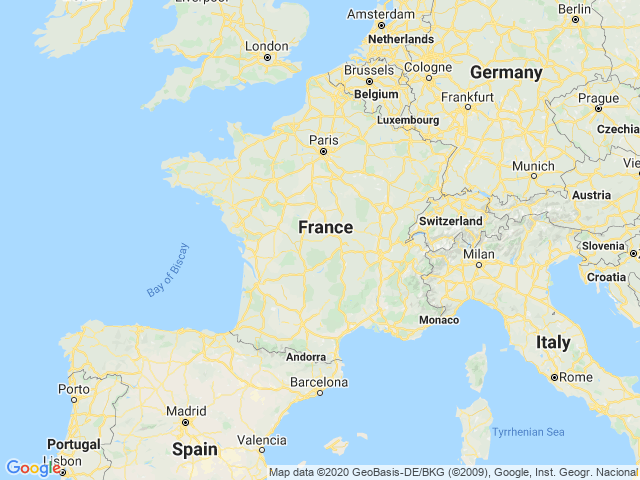 Liverpool
Amsterdam
Netherlands
Berlin
London
Brussels
Belgium
Cologne
Germany
Frankfurt
Prague
Luxembourg
Czechia
Paris
Munich
Austria
Switzerland
France
Slovenia
Milan
Croatia
Bay of Biscay
Monaco
Italy
Andorra
Rome
Barcelona
Porto
Madrid
Tyrrhenian Sea
Portugal
Spain
Valencia
Lisbon
Google
Map data ©2020 GeoBasis-DE/BKG (©2009), Google, Inst. Geogr. Nacional